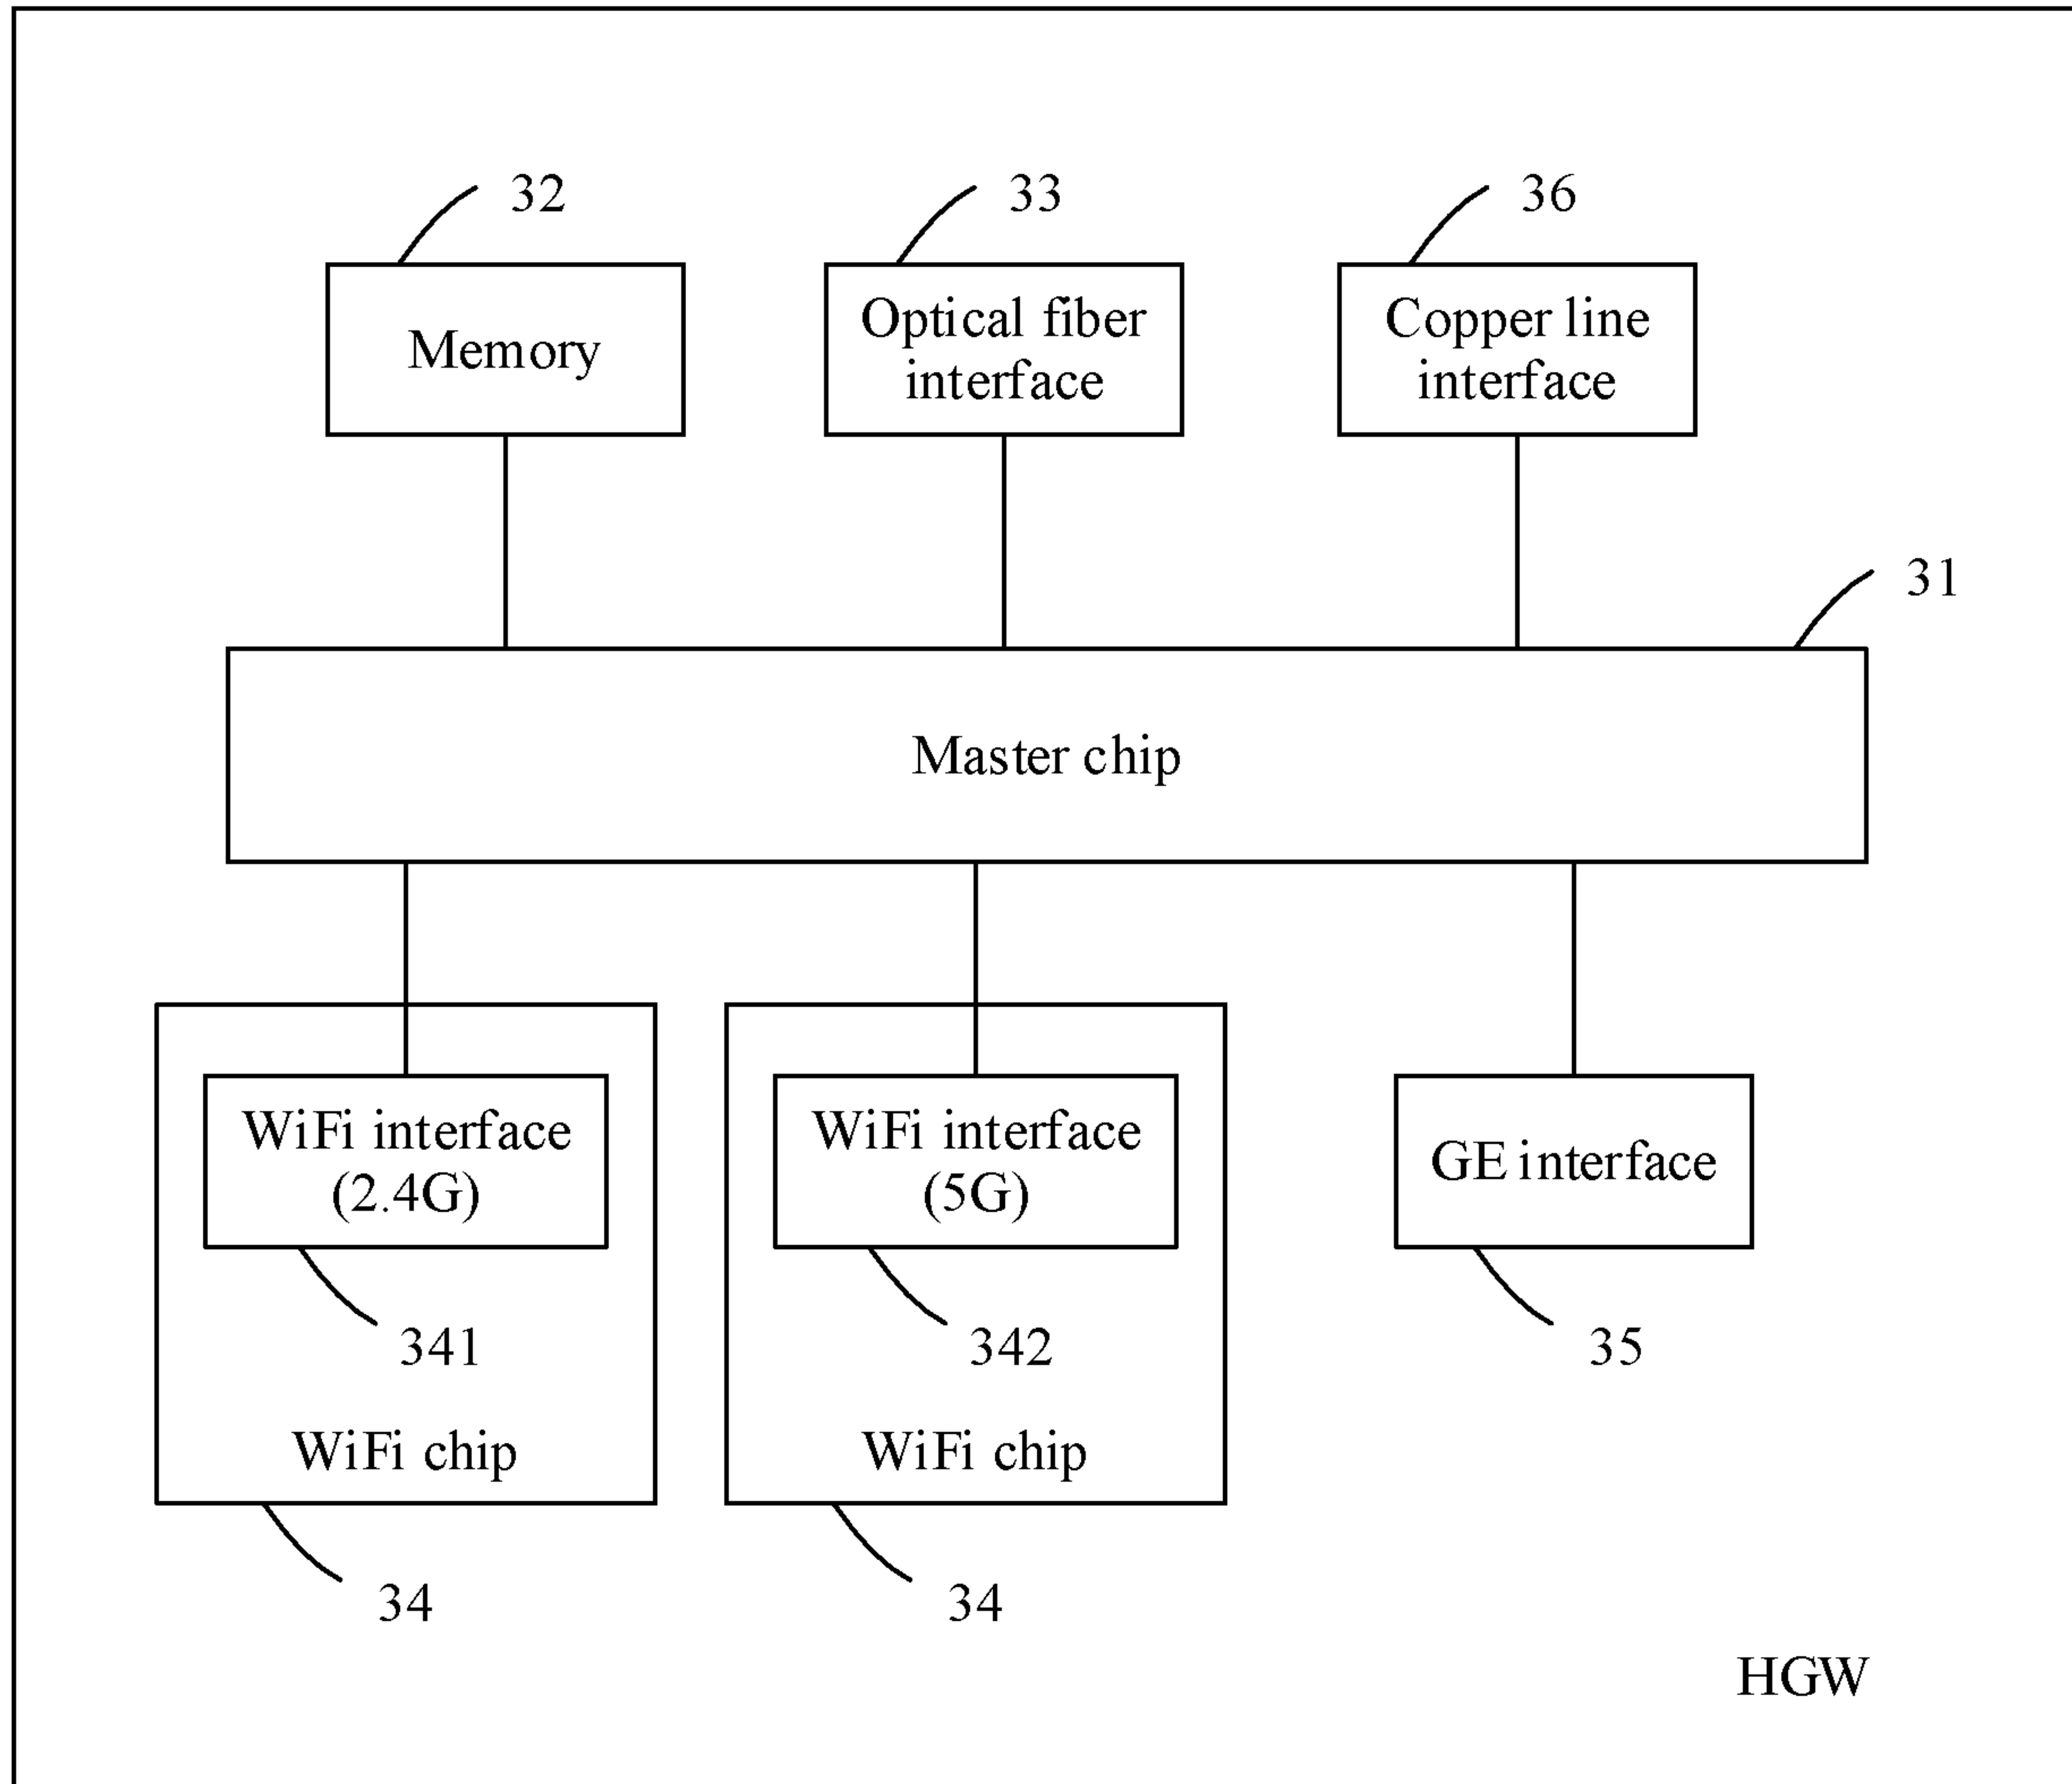 32
33
36
Memory
Optical fiber
interface
Copper line
interface
31
Master chip
WiFi interface
(2.4G)
WiFi interface
(5G)
GE interface
341
342
35
WiFi chip
WiFi chip
34
34
HGW